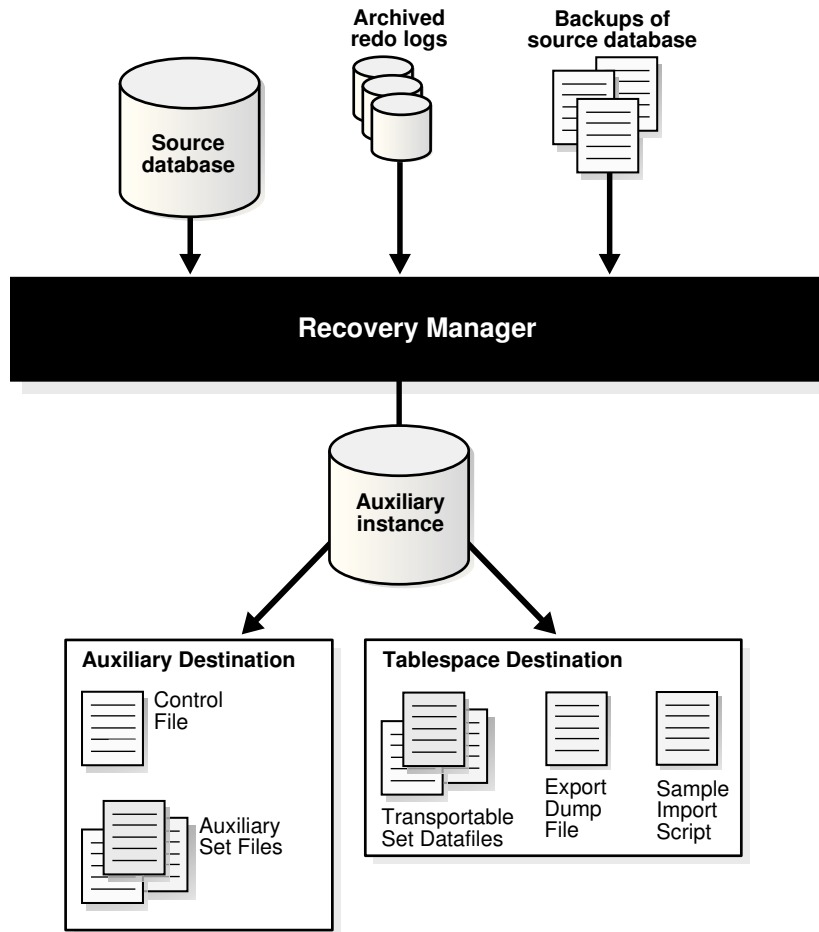 Archived
redo logs
Backups of
source database
Source
database
Recovery Manager
Auxiliary
instance
Auxiliary Destination
Control
File
Auxiliary
Set Files
Tablespace Destination
Transportable
Set Datafiles
Export
Dump
File
Sample
Import
Script